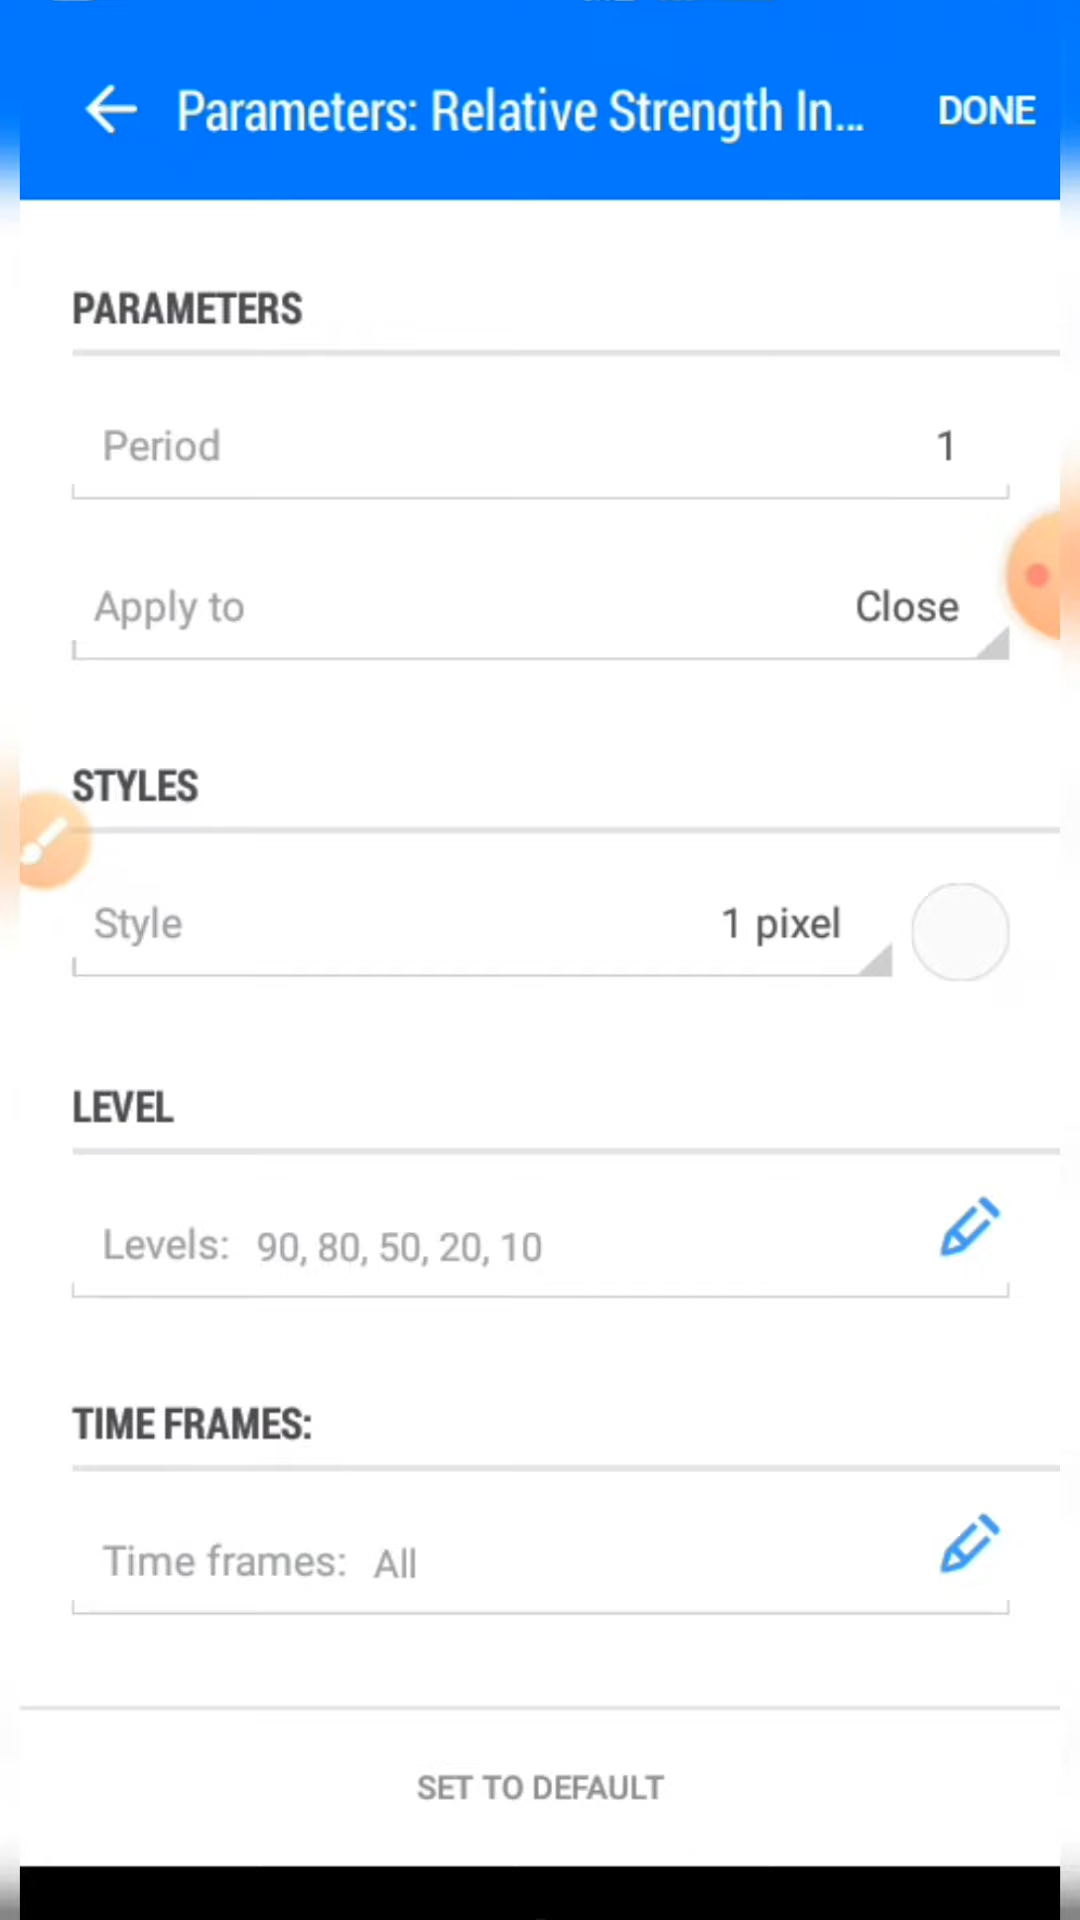 Parameters: Relative Strength In...
DONE
PARAMETERS
Period 1
Apply to Close
STYLES
Style 1 pixel
LEVEL
Levels: 90, 80, 50, 20, 10
TIME FRAMES:
Time frames: All
SET TO DEFAULT